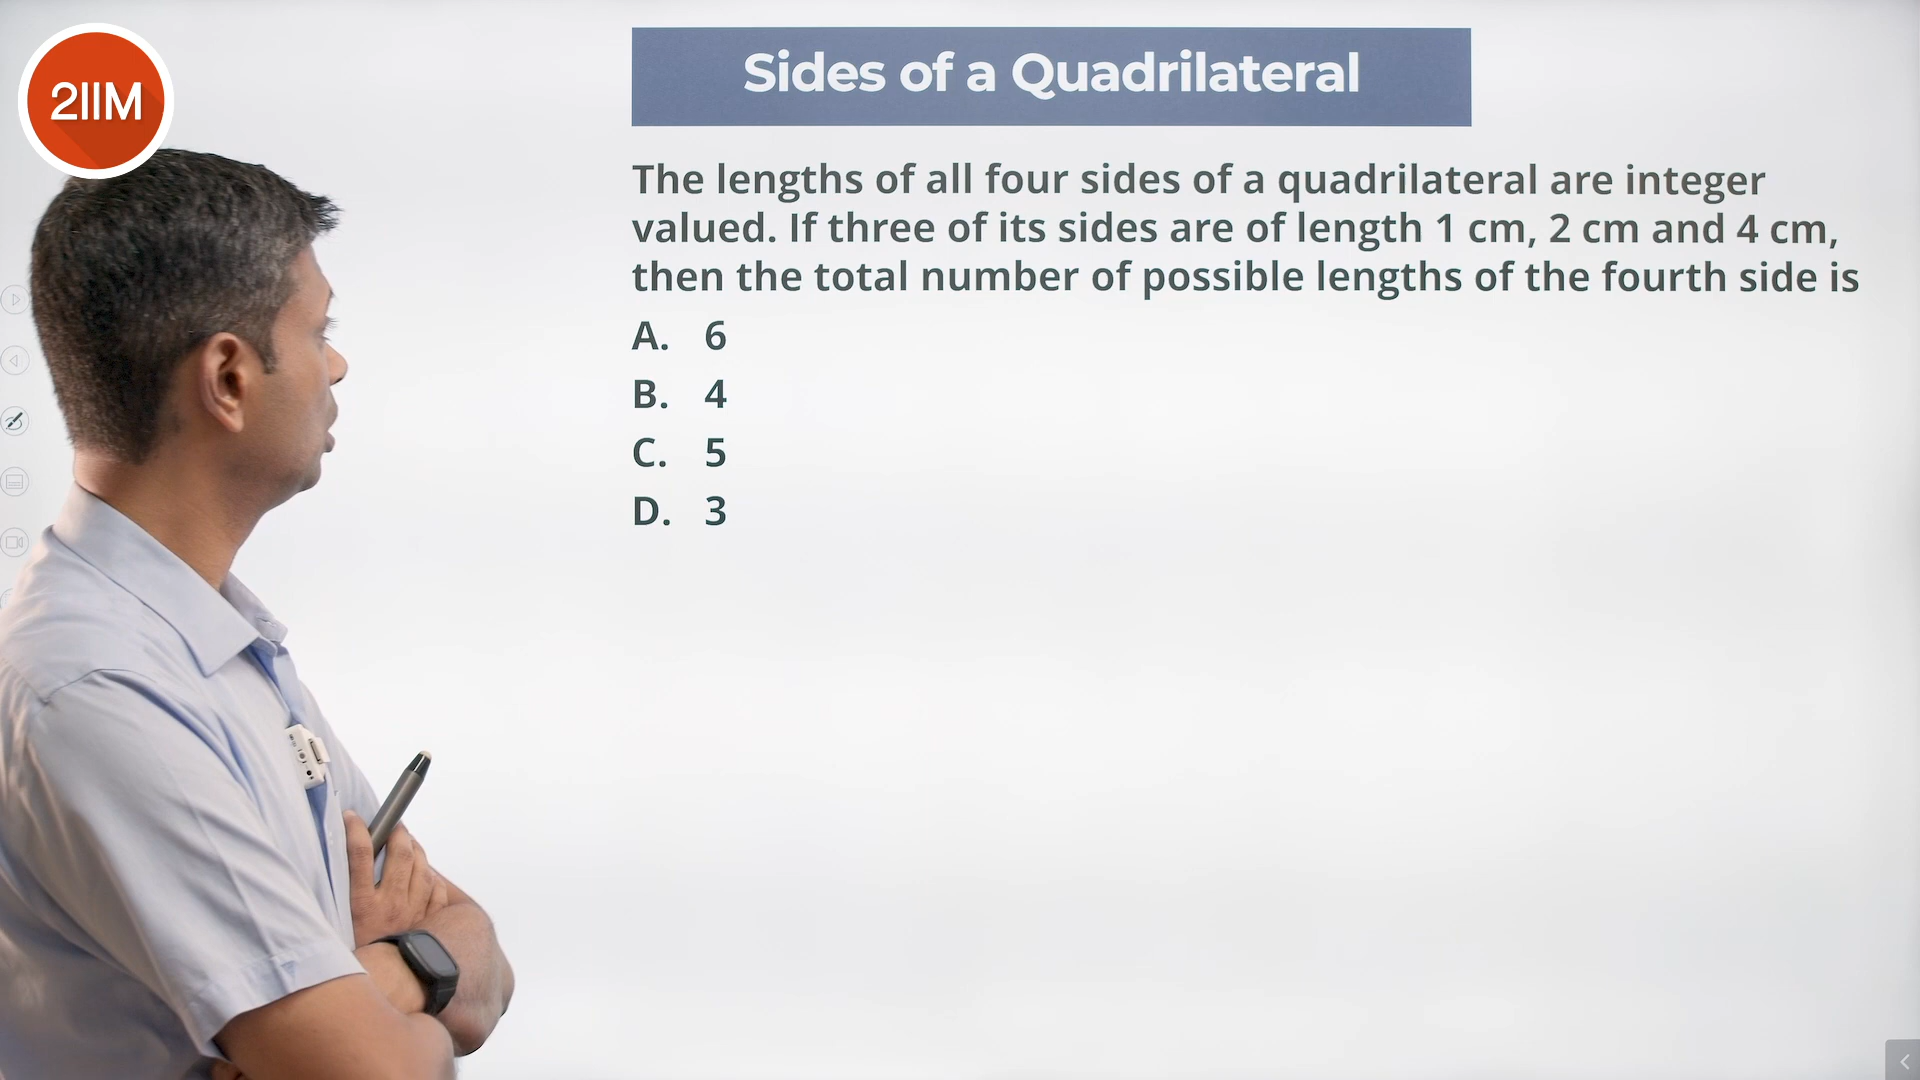 2IIM
Sides of a Quadrilateral
The lengths of all four sides of a quadrilateral are integer
valued. If three of its sides are of length 1 cm, 2 cm and 4 cm,
then the total number of possible lengths of the fourth side is
A. 6
B. 4
C. 5
D. 3